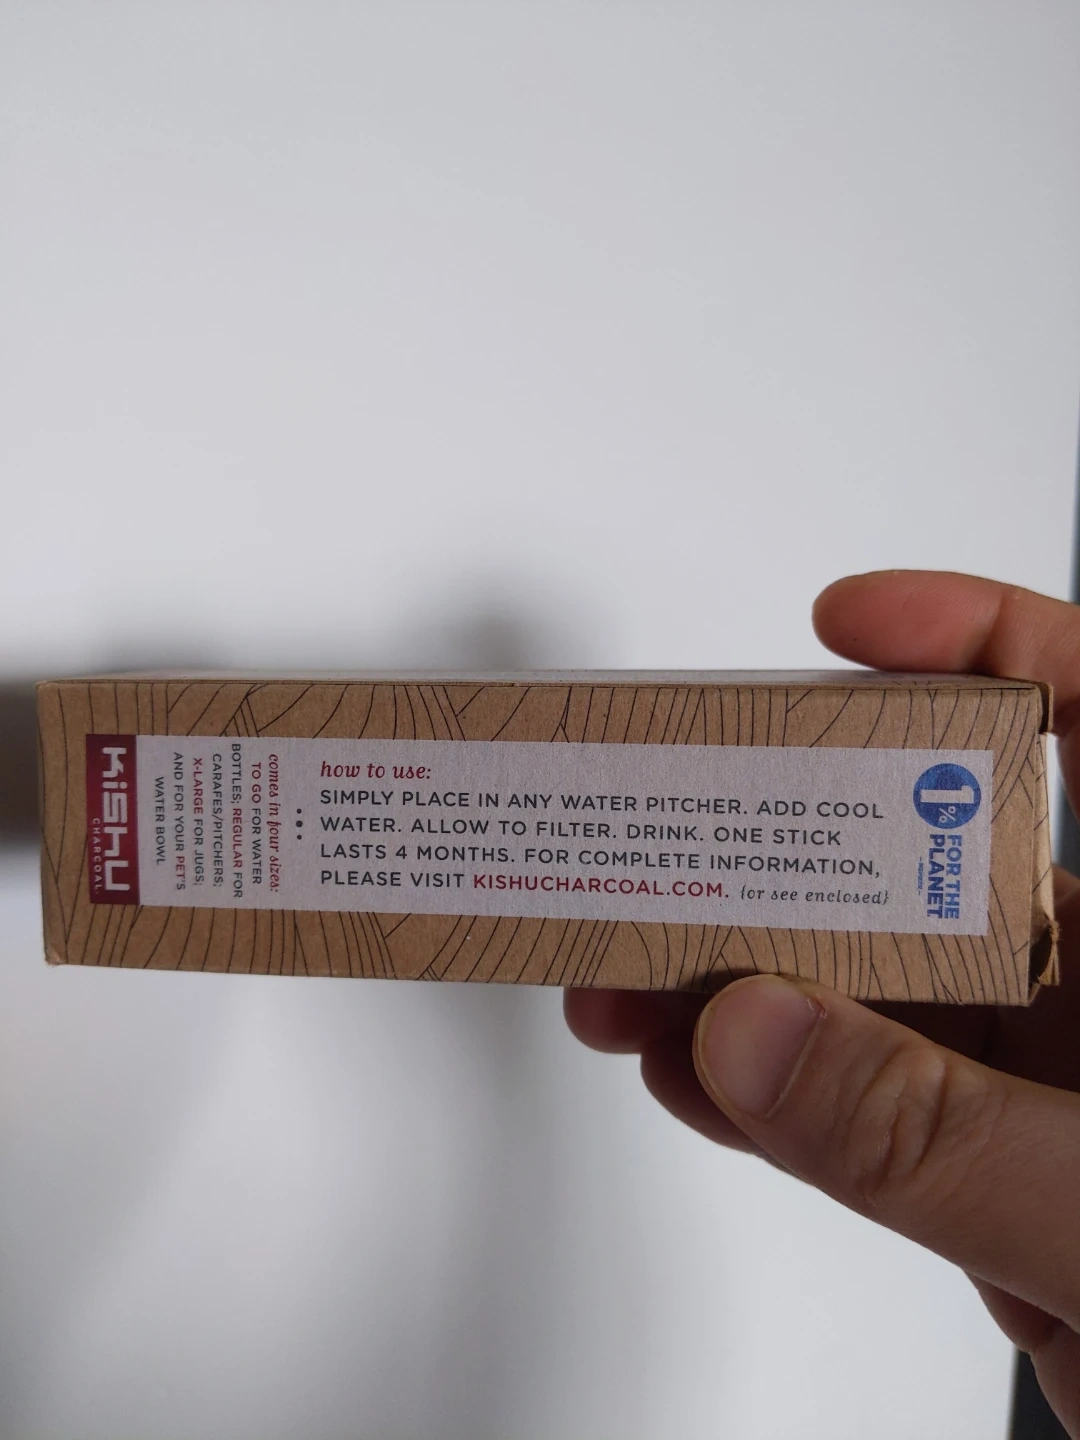 KiSHU
CHARCOAL
comes in four sizes:
TO GO FOR WATER
BOTTLES; REGULAR FOR
CARAFES/PITCHERS;
X-LARGE FOR JUGS;
AND FOR YOUR PET'S
WATER BOWL
how to use:
SIMPLY PLACE IN ANY WATER PITCHER. ADD COOL
WATER. ALLOW TO FILTER. DRINK. ONE STICK
LASTS 4 MONTHS. FOR COMPLETE INFORMATION,
PLEASE VISIT KISHUCHARCOAL.COM. {or see enclosed}
1%
FOR THE
PLANET